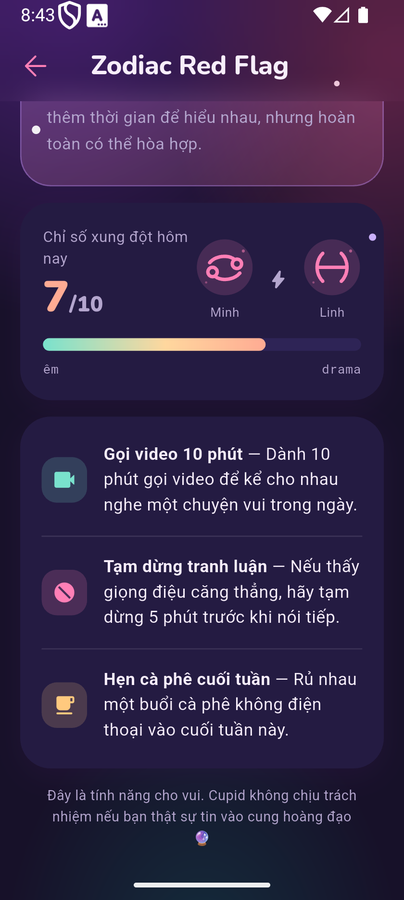 8:43
A
Zodiac Red Flag
thêm thời gian để hiểu nhau, nhưng hoàn
toàn có thể hòa hợp.
Chỉ số xung đột hôm
nay
7/10
Minh
Linh
êm
drama
Gọi video 10 phút — Dành 10
phút gọi video để kể cho nhau
nghe một chuyện vui trong ngày.
Tạm dừng tranh luận — Nếu thấy
giọng điệu căng thẳng, hãy tạm
dừng 5 phút trước khi nói tiếp.
Hẹn cà phê cuối tuần — Rủ nhau
một buổi cà phê không điện
thoại vào cuối tuần này.
Đây là tính năng cho vui. Cupid không chịu trách
nhiệm nếu bạn thật sự tin vào cung hoàng đạo
🔮